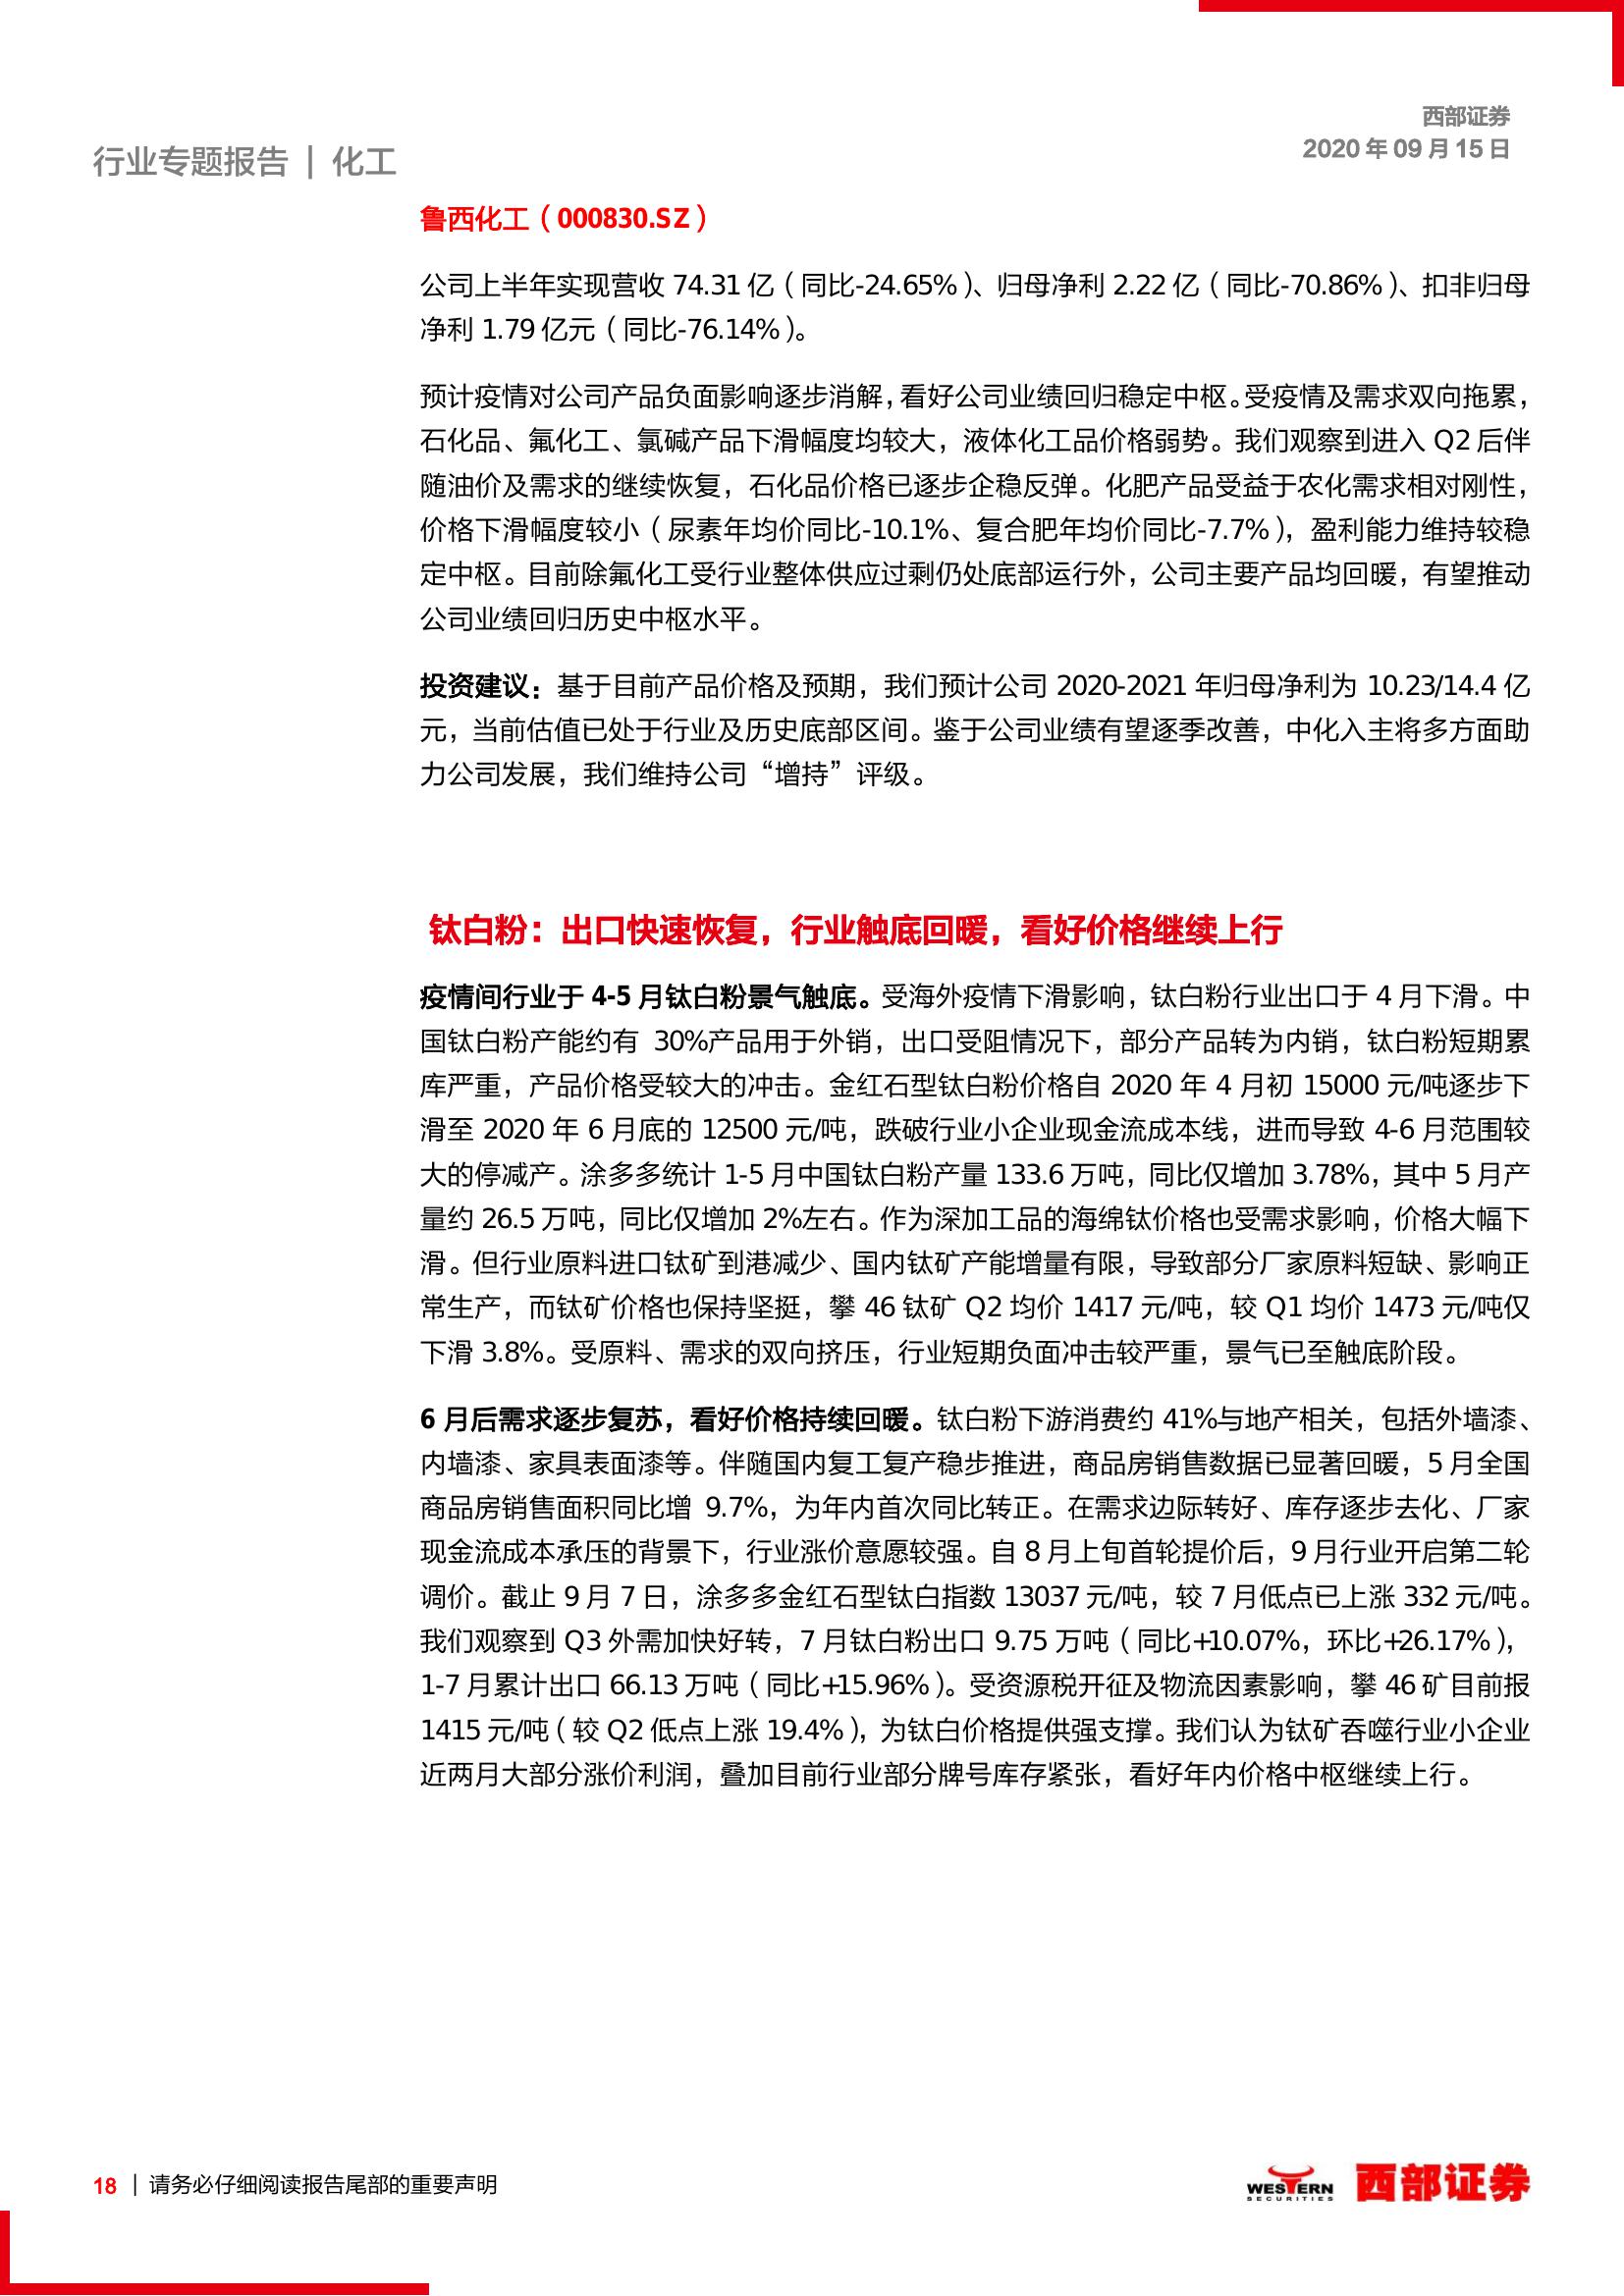 西部证券
2020 年 09 月 15 日
行业专题报告 | 化工
鲁西化工（000830.SZ）
公司上半年实现营收 74.31 亿（同比-24.65%）、归母净利 2.22 亿（同比-70.86%）、扣非归母
净利 1.79 亿元（同比-76.14%）。
预计疫情对公司产品负面影响逐步消解，看好公司业绩回归稳定中枢。受疫情及需求双向拖累，
石化品、氟化工、氯碱产品下滑幅度均较大，液体化工品价格弱势。我们观察到进入 Q2 后伴
随油价及需求的继续恢复，石化品价格已逐步企稳反弹。化肥产品受益于农化需求相对刚性，
价格下滑幅度较小（尿素年均价同比-10.1%、复合肥年均价同比-7.7%），盈利能力维持较稳
定中枢。目前除氟化工受行业整体供应过剩仍处底部运行外，公司主要产品均回暖，有望推动
公司业绩回归历史中枢水平。
投资建议：基于目前产品价格及预期，我们预计公司 2020-2021 年归母净利为 10.23/14.4 亿
元，当前估值已处于行业及历史底部区间。鉴于公司业绩有望逐季改善，中化入主将多方面助
力公司发展，我们维持公司“增持”评级。
钛白粉：出口快速恢复，行业触底回暖，看好价格继续上行
疫情间行业于 4-5 月钛白粉景气触底。受海外疫情下滑影响，钛白粉行业出口于 4 月下滑。中
国钛白粉产能约有 30%产品用于外销，出口受阻情况下，部分产品转为内销，钛白粉短期累
库严重，产品价格受较大的冲击。金红石型钛白粉价格自 2020 年 4 月初 15000 元/吨逐步下
滑至 2020 年 6 月底的 12500 元/吨，跌破行业小企业现金流成本线，进而导致 4-6 月范围较
大的停减产。涂多多统计 1-5 月中国钛白粉产量 133.6 万吨，同比仅增加 3.78%，其中 5 月产
量约 26.5 万吨，同比仅增加 2%左右。作为深加工品的海绵钛价格也受需求影响，价格大幅下
滑。但行业原料进口钛矿到港减少、国内钛矿产能增量有限，导致部分厂家原料短缺、影响正
常生产，而钛矿价格也保持坚挺，攀 46 钛矿 Q2 均价 1417 元/吨，较 Q1 均价 1473 元/吨仅
下滑 3.8%。受原料、需求的双向挤压，行业短期负面冲击较严重，景气已至触底阶段。
6 月后需求逐步复苏，看好价格持续回暖。钛白粉下游消费约 41%与地产相关，包括外墙漆、
内墙漆、家具表面漆等。伴随国内复工复产稳步推进，商品房销售数据已显著回暖，5 月全国
商品房销售面积同比增 9.7%，为年内首次同比转正。在需求边际转好、库存逐步去化、厂家
现金流成本承压的背景下，行业涨价意愿较强。自 8 月上旬首轮提价后，9 月行业开启第二轮
调价。截止 9 月 7 日，涂多多金红石型钛白指数 13037 元/吨，较 7 月低点已上涨 332 元/吨。
我们观察到 Q3 外需加快好转，7 月钛白粉出口 9.75 万吨（同比+10.07%，环比+26.17%），
1-7 月累计出口 66.13 万吨（同比+15.96%）。受资源税开征及物流因素影响，攀 46 矿目前报
1415 元/吨（较 Q2 低点上涨 19.4%），为钛白价格提供强支撑。我们认为钛矿吞噬行业小企业
近两月大部分涨价利润，叠加目前行业部分牌号库存紧张，看好年内价格中枢继续上行。
18 | 请务必仔细阅读报告尾部的重要声明
WESTERN
SECURITIES
西部证券